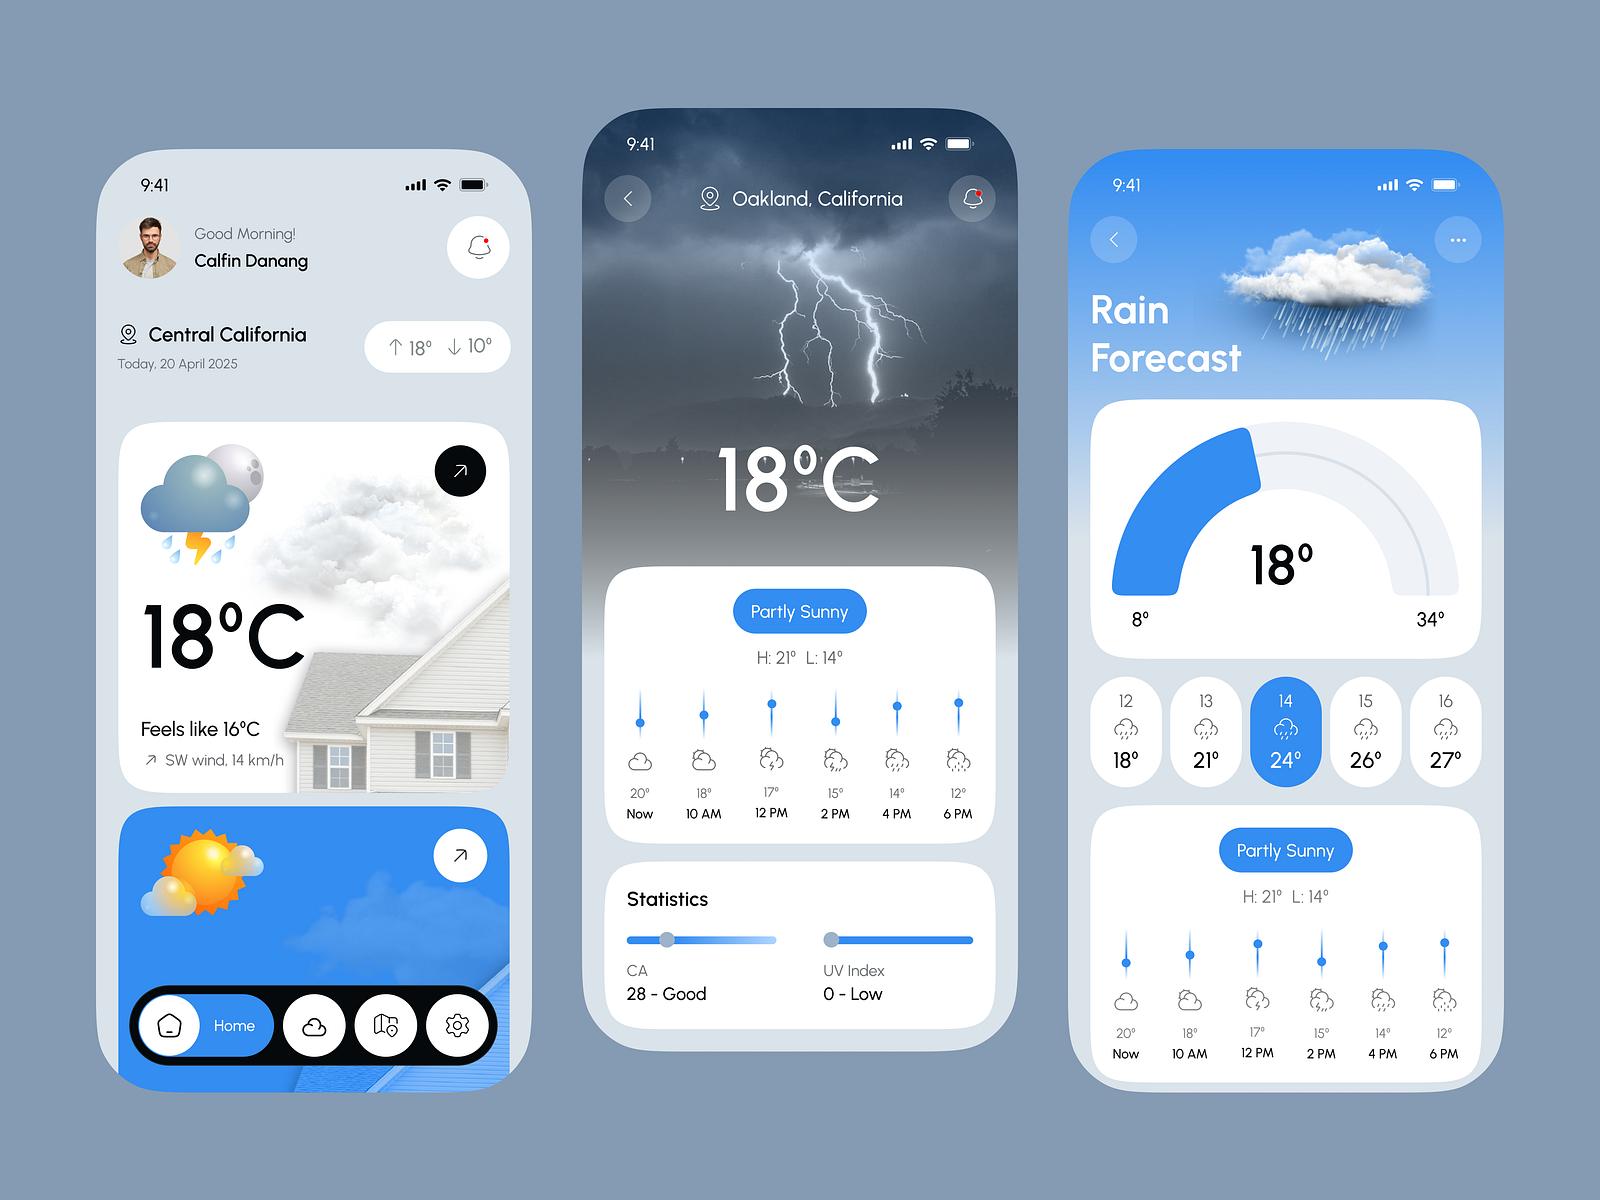 9:41
Good Morning!
Calfin Danang
Central California
Today, 20 April 2025
↑ 18° ↓ 10°
18°C
Feels like 16°C
↗ SW wind, 14 km/h
Home
9:41
Oakland, California
18°C
Partly Sunny
H: 21° L: 14°
20° 18° 17° 15° 14° 12°
Now 10 AM 12 PM 2 PM 4 PM 6 PM
Statistics
CA UV Index
28 - Good 0 - Low
9:41
Rain
Forecast
18°
8° 34°
12 13 14 15 16
18° 21° 24° 26° 27°
Partly Sunny
H: 21° L: 14°
20° 18° 17° 15° 14° 12°
Now 10 AM 12 PM 2 PM 4 PM 6 PM